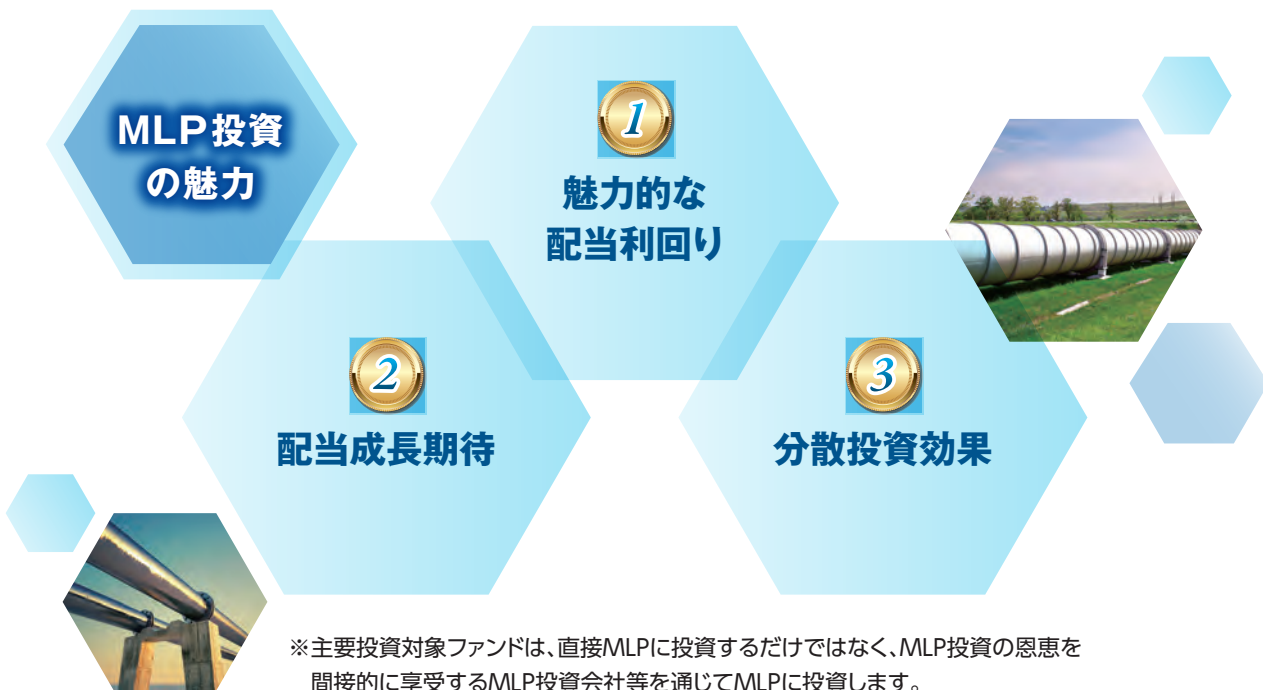 MLP投資
の魅力
1
魅力的な
配当利回り
2
配当成長期待
3
分散投資効果
※主要投資対象ファンドは、直接MLPに投資するだけではなく、MLP投資の恩恵を
間接的に享受するMLP投資会社等を通じてMLPに投資します。